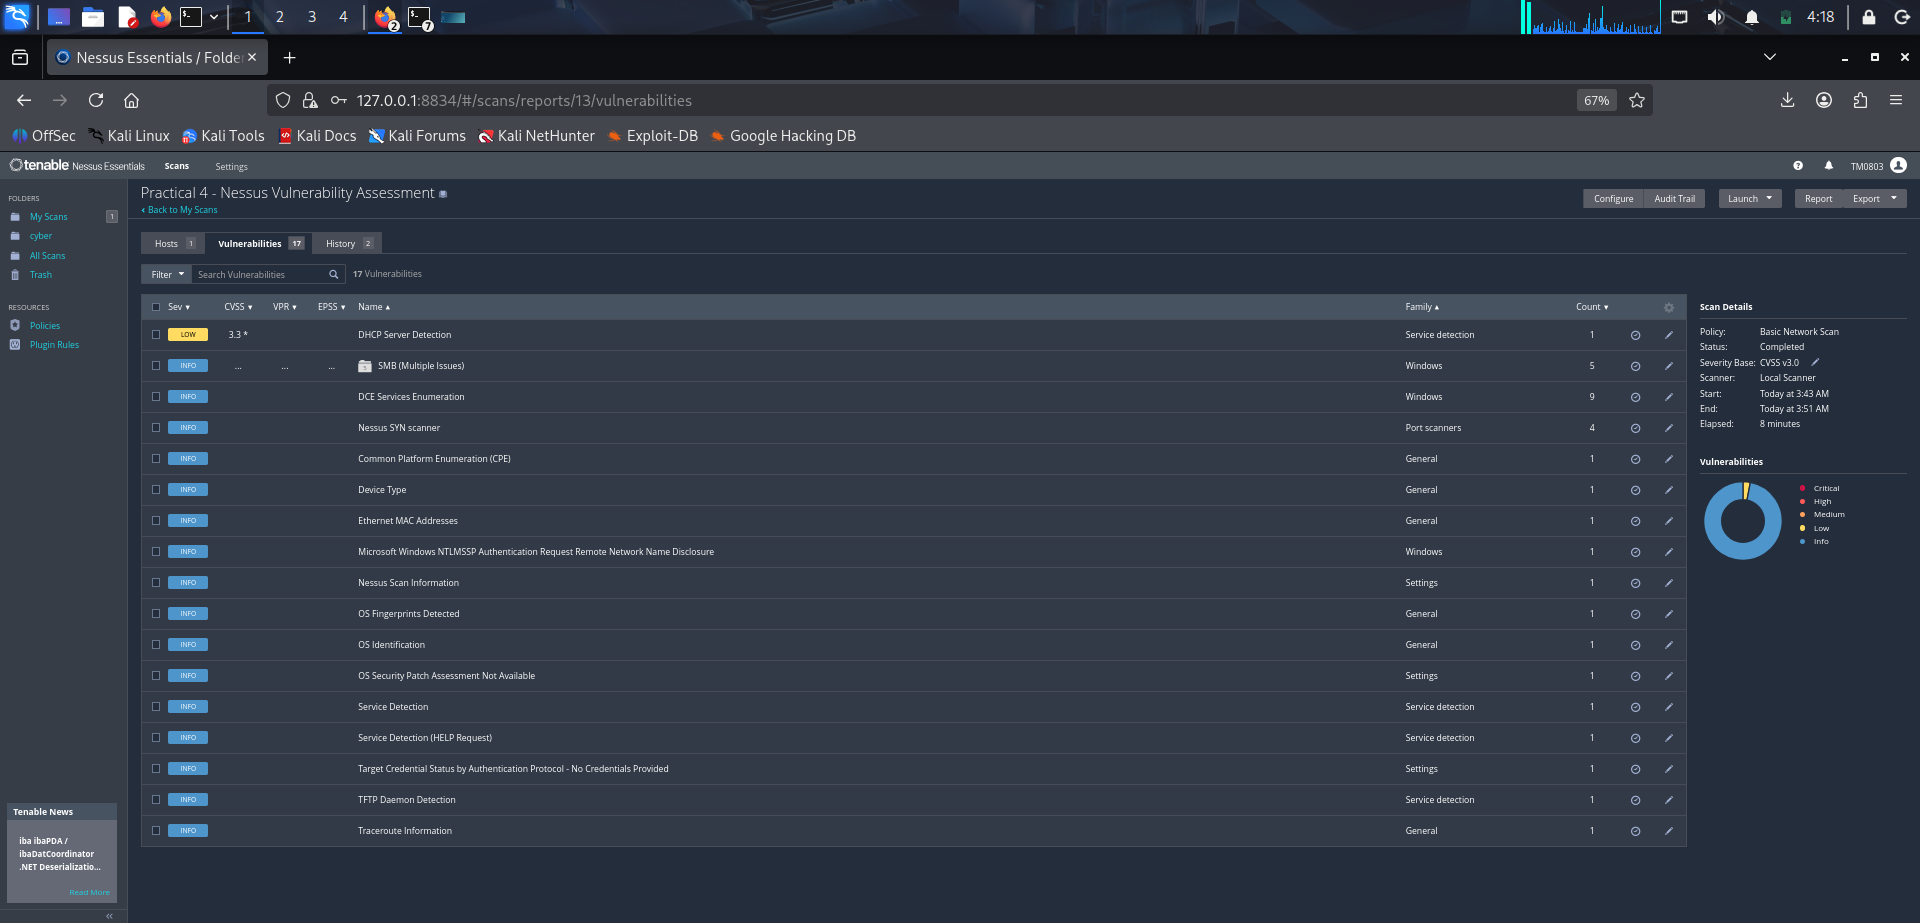 1 2 3 4 2 7 4:18
Nessus Essentials / Folde
127.0.0.1:8834/#/scans/reports/13/vulnerabilities 67%
OffSec Kali Linux Kali Tools Kali Docs Kali Forums Kali NetHunter Exploit-DB Google Hacking DB
tenable Nessus Essentials Scans Settings TM0803
FOLDERS
My Scans 1
cyber
All Scans
Trash
RESOURCES
Policies
Plugin Rules
Tenable News
iba ibaPDA /
ibaDatCoordinator
.NET Deserializatio...
Read More
Practical 4 - Nessus Vulnerability Assessment
‹ Back to My Scans
Configure Audit Trail Launch Report Export
Hosts 1 Vulnerabilities 17 History 2
Filter Search Vulnerabilities 17 Vulnerabilities
Sev CVSS VPR EPSS Name Family Count
LOW 3.3 * DHCP Server Detection Service detection 1
INFO ... ... ... SMB (Multiple Issues) Windows 5
INFO DCE Services Enumeration Windows 9
INFO Nessus SYN scanner Port scanners 4
INFO Common Platform Enumeration (CPE) General 1
INFO Device Type General 1
INFO Ethernet MAC Addresses General 1
INFO Microsoft Windows NTLMSSP Authentication Request Remote Network Name Disclosure Windows 1
INFO Nessus Scan Information Settings 1
INFO OS Fingerprints Detected General 1
INFO OS Identification General 1
INFO OS Security Patch Assessment Not Available Settings 1
INFO Service Detection Service detection 1
INFO Service Detection (HELP Request) Service detection 1
INFO Target Credential Status by Authentication Protocol - No Credentials Provided Settings 1
INFO TFTP Daemon Detection Service detection 1
INFO Traceroute Information General 1
Scan Details
Policy: Basic Network Scan
Status: Completed
Severity Base: CVSS v3.0
Scanner: Local Scanner
Start: Today at 3:43 AM
End: Today at 3:51 AM
Elapsed: 8 minutes
Vulnerabilities
Critical
High
Medium
Low
Info